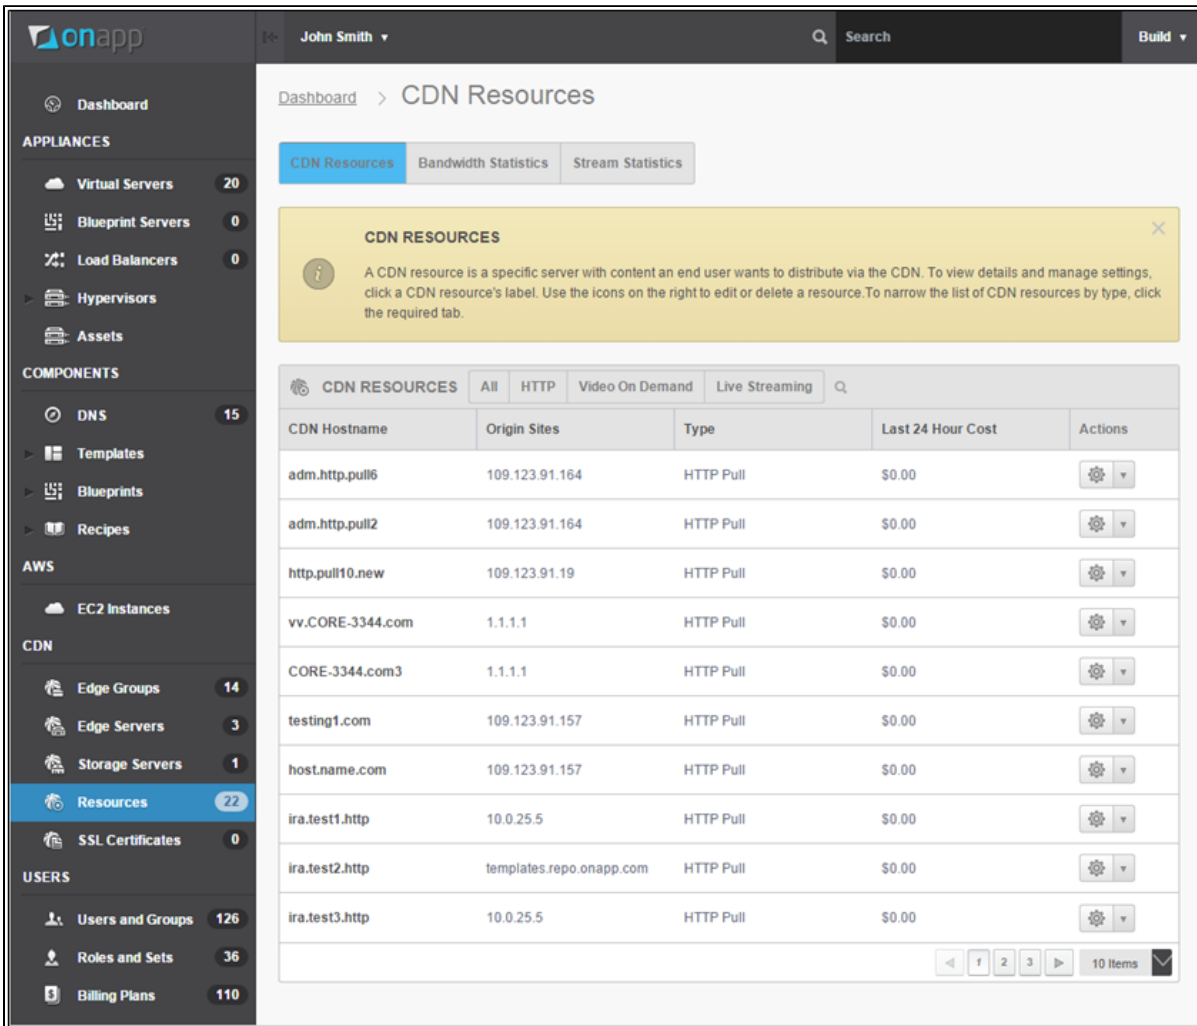 onapp
John Smith
Search
Build
Dashboard
APPLIANCES
Virtual Servers 20
Blueprint Servers 0
Load Balancers 0
Hypervisors
Assets
COMPONENTS
DNS 15
Templates
Blueprints
Recipes
AWS
EC2 Instances
CDN
Edge Groups 14
Edge Servers 3
Storage Servers 1
Resources 22
SSL Certificates 0
USERS
Users and Groups 126
Roles and Sets 36
Billing Plans 110
Dashboard > CDN Resources
CDN Resources Bandwidth Statistics Stream Statistics
CDN RESOURCES
A CDN resource is a specific server with content an end user wants to distribute via the CDN. To view details and manage settings,
click a CDN resource's label. Use the icons on the right to edit or delete a resource.To narrow the list of CDN resources by type, click
the required tab.
CDN RESOURCES All HTTP Video On Demand Live Streaming
CDN Hostname Origin Sites Type Last 24 Hour Cost Actions
adm.http.pull6 109.123.91.164 HTTP Pull $0.00
adm.http.pull2 109.123.91.164 HTTP Pull $0.00
http.pull10.new 109.123.91.19 HTTP Pull $0.00
vv.CORE-3344.com 1.1.1.1 HTTP Pull $0.00
CORE-3344.com3 1.1.1.1 HTTP Pull $0.00
testing1.com 109.123.91.157 HTTP Pull $0.00
host.name.com 109.123.91.157 HTTP Pull $0.00
ira.test1.http 10.0.25.5 HTTP Pull $0.00
ira.test2.http templates.repo.onapp.com HTTP Pull $0.00
ira.test3.http 10.0.25.5 HTTP Pull $0.00
1 2 3 10 Items